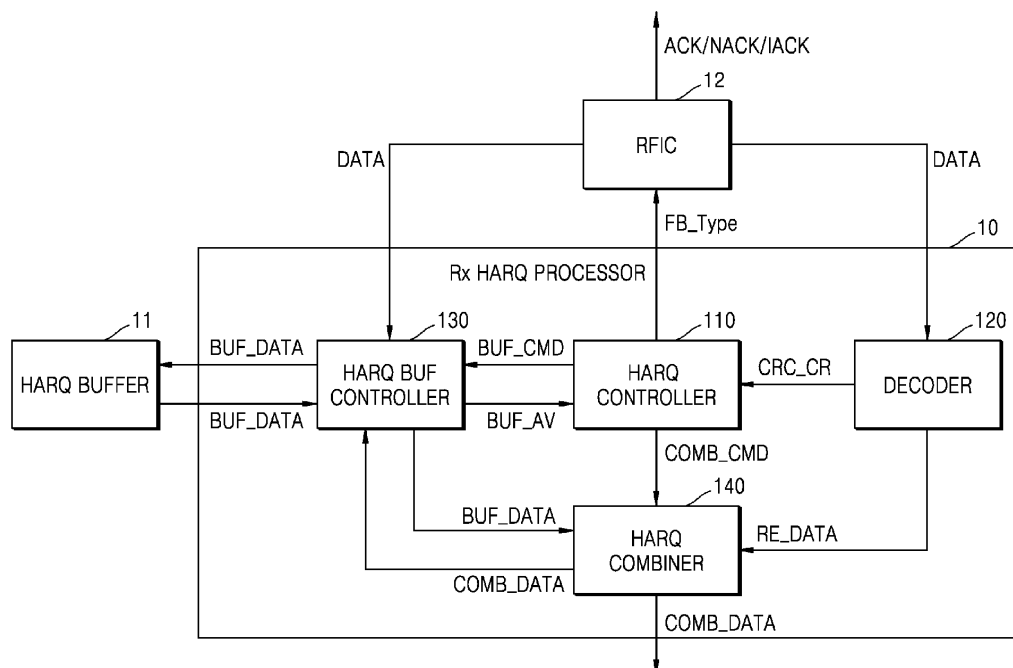 ACK/NACK/IACK
12
RFIC
DATA
DATA
FB_Type
10
Rx HARQ PROCESSOR
11
130
110
120
HARQ BUFFER
BUF_DATA
BUF_DATA
HARQ BUF
CONTROLLER
BUF_CMD
BUF_AV
HARQ
CONTROLLER
CRC_CR
DECODER
COMB_CMD
140
BUF_DATA
HARQ
COMBINER
RE_DATA
COMB_DATA
COMB_DATA